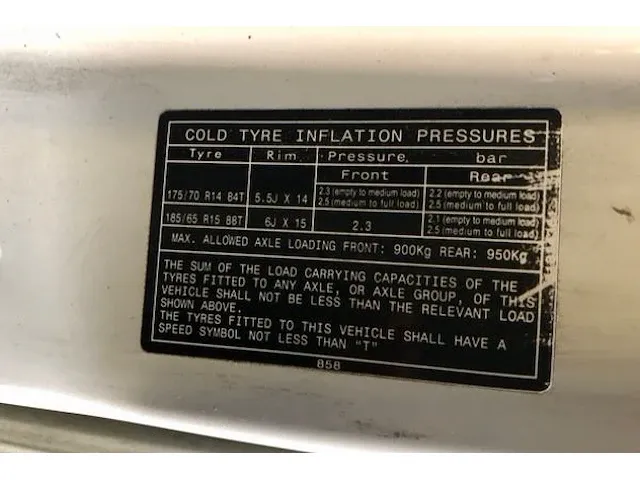 COLD TYRE INFLATION PRESSURES
Tyre Rim Pressure, bar
Front Rear
175/70 R14 84T 5.5J X 14 2.3 (empty to medium load) 2.2 (empty to medium load)
2.5 (medium to full load) 2.5 (medium to full load)
185/65 R15 88T 6J X 15 2.3 2.1 (empty to medium load)
2.5 (medium to full load)
MAX. ALLOWED AXLE LOADING FRONT: 900Kg REAR: 950Kg
THE SUM OF THE LOAD CARRYING CAPACITIES OF THE
TYRES FITTED TO ANY AXLE, OR AXLE GROUP, OF THIS
VEHICLE SHALL NOT BE LESS THAN THE RELEVANT LOAD
SHOWN ABOVE.
THE TYRES FITTED TO THIS VEHICLE SHALL HAVE A
SPEED SYMBOL NOT LESS THAN "T"
858